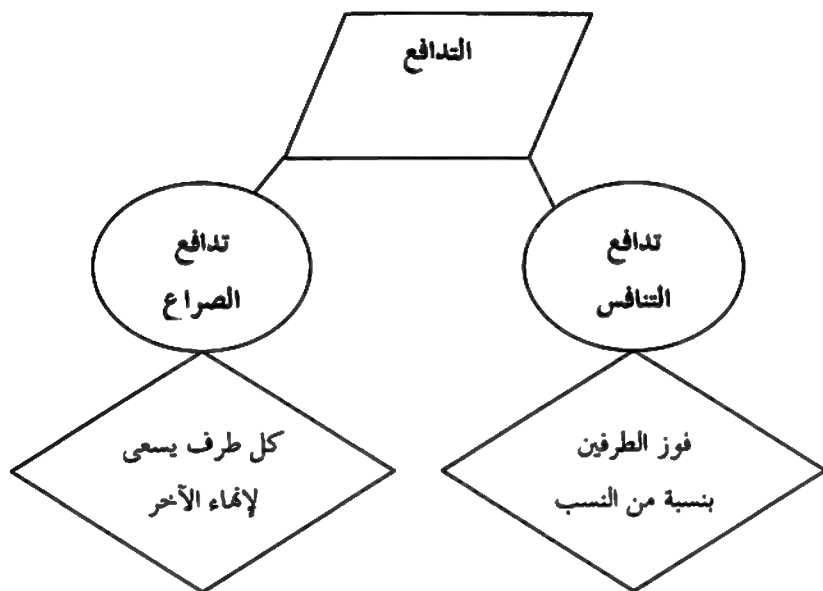 التدافع
تدافع
التنافس
تدافع
الصراع
فوز الطرفين
بنسبة من النسب
كل طرف يسعى
لإنهاء الآخر